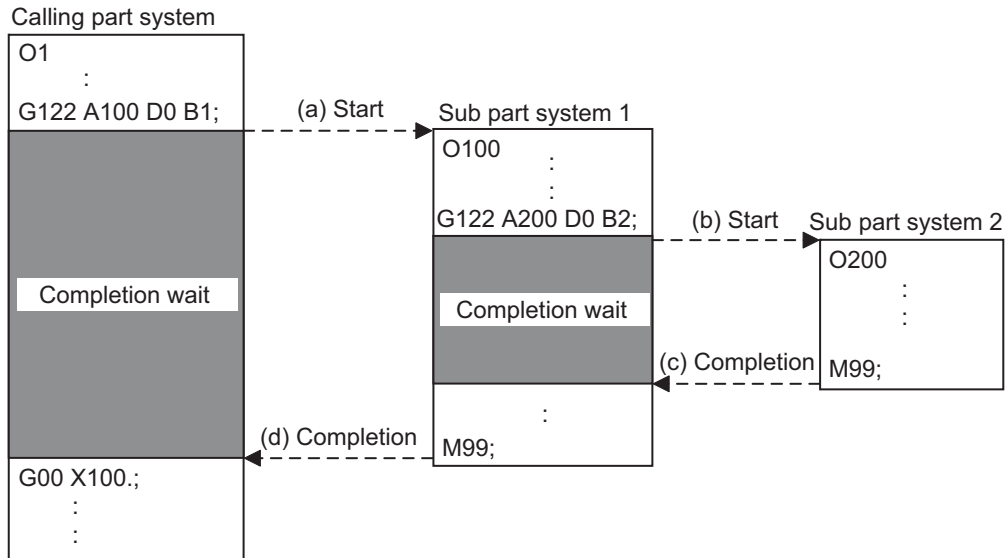 Calling part system
O1
:
G122 A100 D0 B1;
(a) Start
Sub part system 1
O100
:
:
G122 A200 D0 B2;
(b) Start
Sub part system 2
O200
:
:
M99;
Completion wait
Completion wait
(c) Completion
:
M99;
(d) Completion
G00 X100.;
:
: